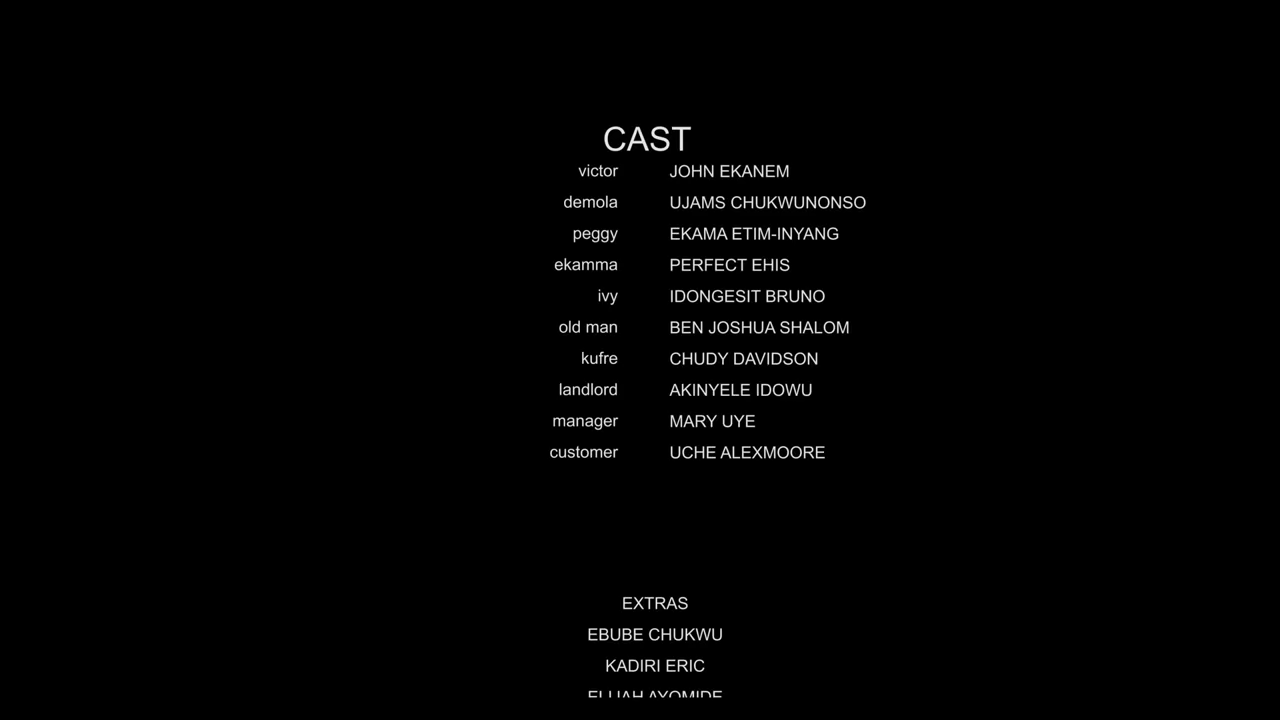 CAST
victor JOHN EKANEM
demola UJAMS CHUKWUNONSO
peggy EKAMA ETIM-INYANG
ekamma PERFECT EHIS
ivy IDONGESIT BRUNO
old man BEN JOSHUA SHALOM
kufre CHUDY DAVIDSON
landlord AKINYELE IDOWU
manager MARY UYE
customer UCHE ALEXMOORE
EXTRAS
EBUBE CHUKWU
KADIRI ERIC
ELIJAH AYOMIDE